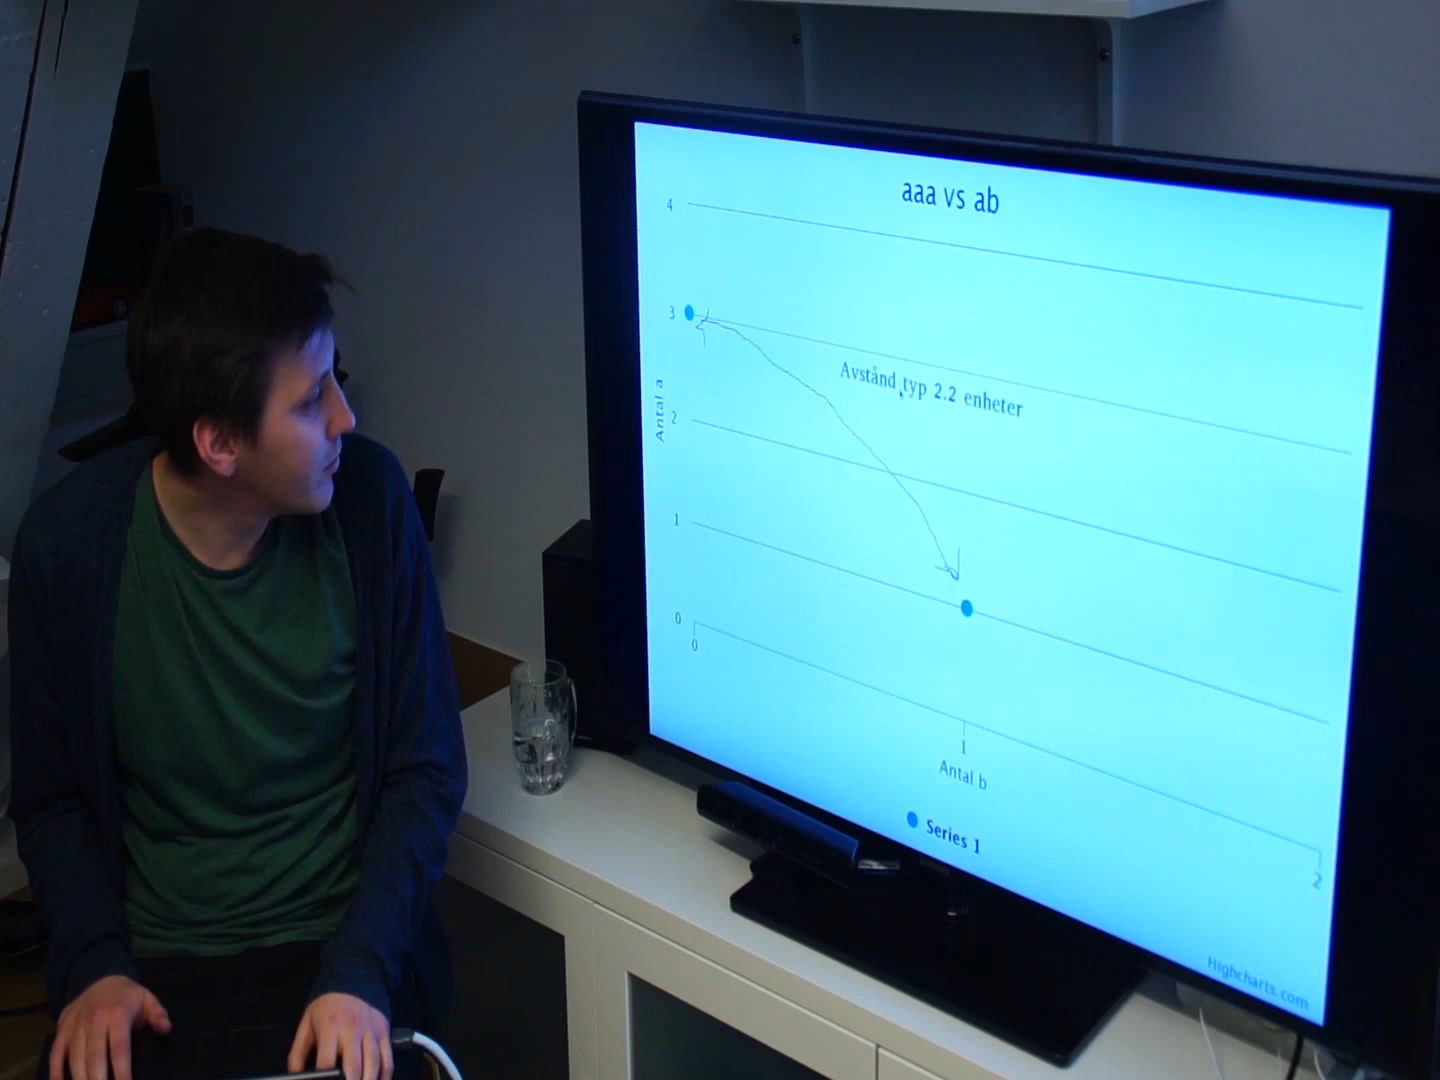 aaa vs ab
4
3
Avstånd typ 2.2 enheter
Antal a
2
1
0
0
1
2
Antal b
Series 1
Highcharts.com